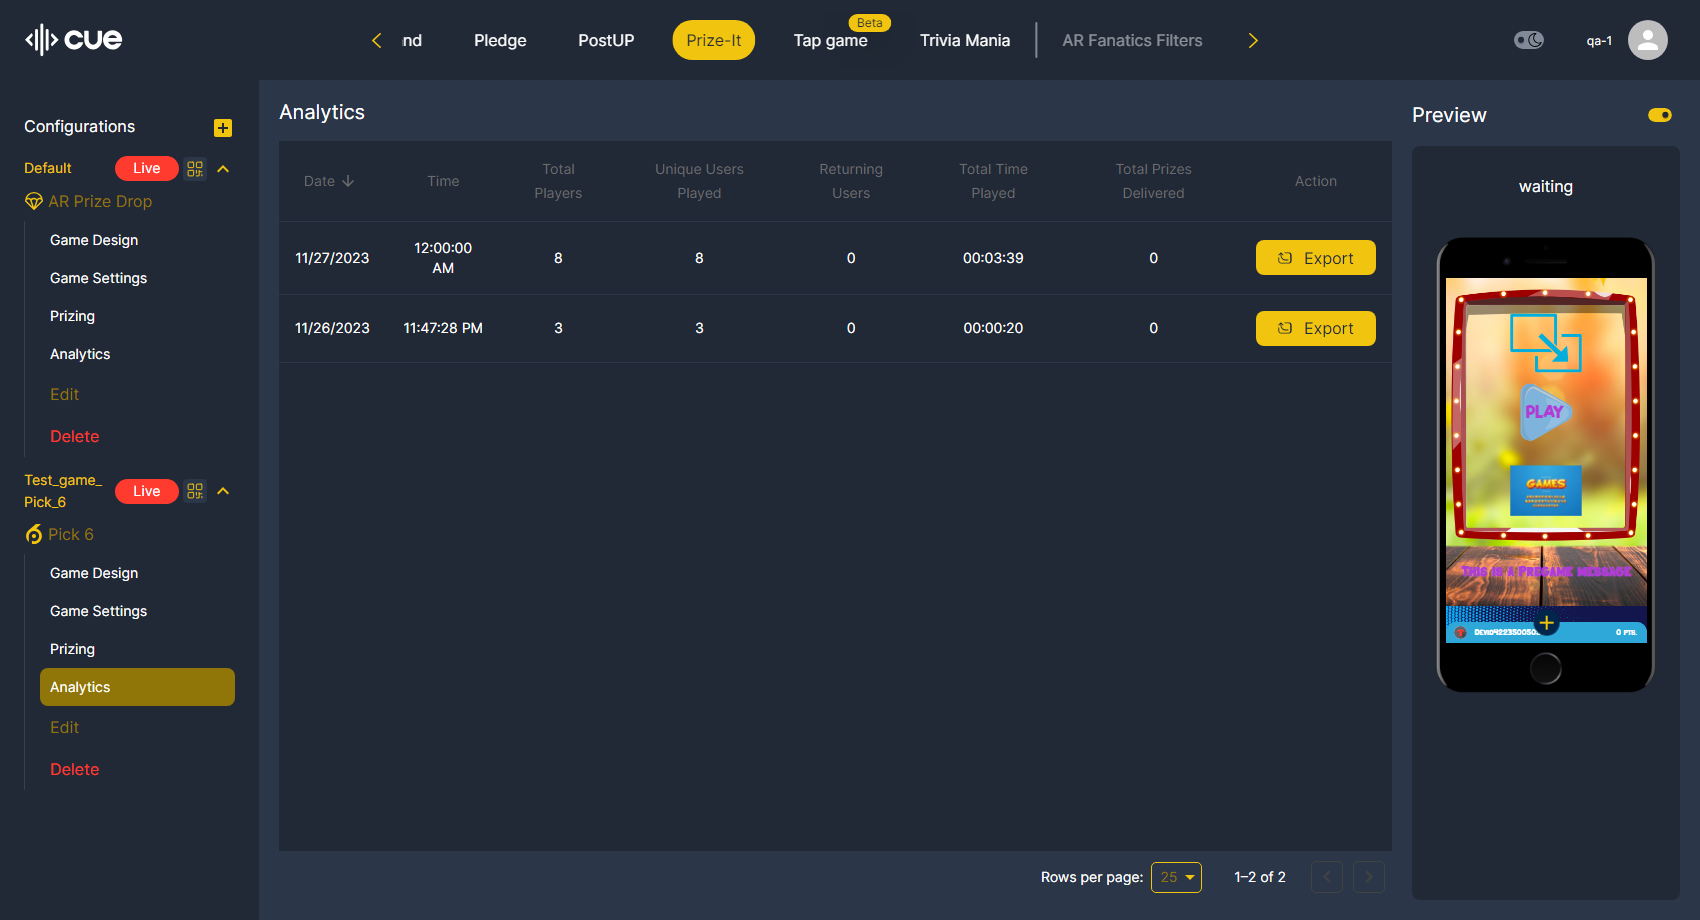 cue
nd
Pledge
PostUP
Prize-It
Beta
Tap game
Trivia Mania
AR Fanatics Filters
qa-1
Configurations
Default
Live
AR Prize Drop
Game Design
Game Settings
Prizing
Analytics
Edit
Delete
Test_game_
Pick_6
Live
Pick 6
Game Design
Game Settings
Prizing
Analytics
Edit
Delete
Analytics
Date
Time
Total
Players
Unique Users
Played
Returning
Users
Total Time
Played
Total Prizes
Delivered
Action
11/27/2023
12:00:00
AM
8
8
0
00:03:39
0
Export
11/26/2023
11:47:28 PM
3
3
0
00:00:20
0
Export
Rows per page:
25
1–2 of 2
Preview
waiting
PLAY
GAMES
This is a Pregame message
0 pts.